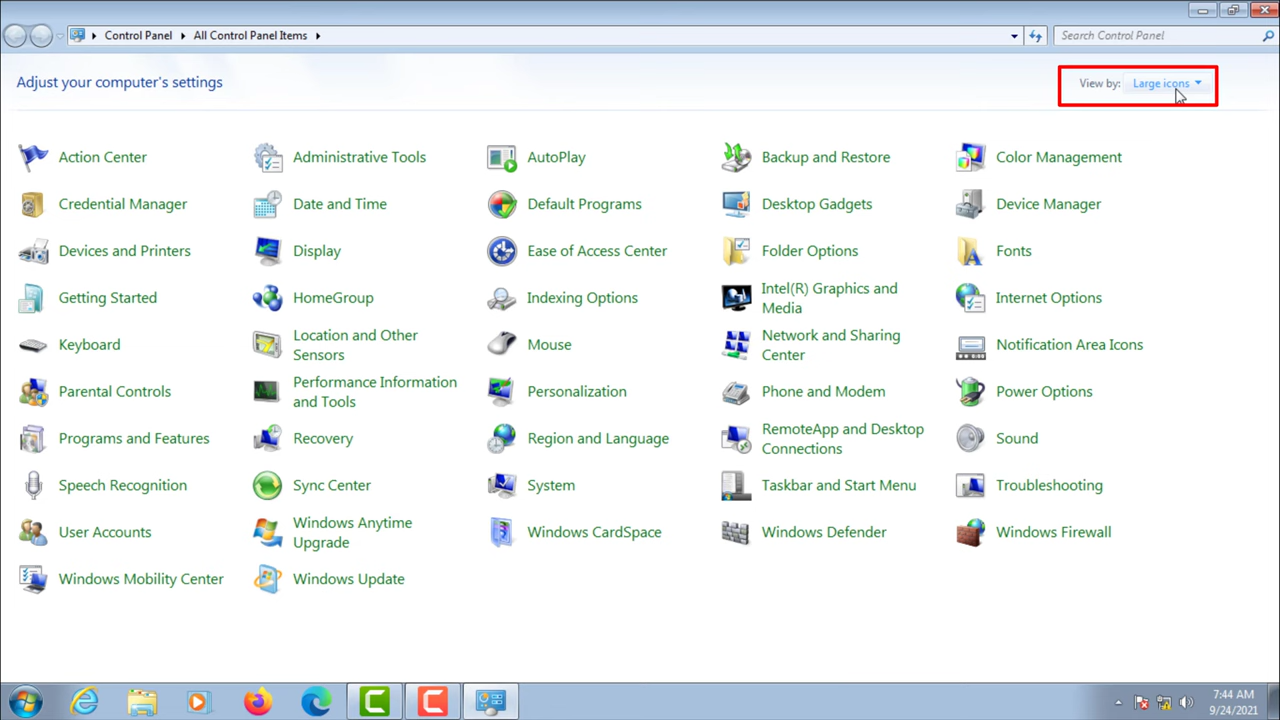 Control Panel All Control Panel Items Search Control Panel
Adjust your computer's settings View by: Large icons
Action Center Administrative Tools AutoPlay Backup and Restore Color Management
Credential Manager Date and Time Default Programs Desktop Gadgets Device Manager
Devices and Printers Display Ease of Access Center Folder Options Fonts
Getting Started HomeGroup Indexing Options Intel(R) Graphics and Internet Options
Media
Keyboard Location and Other Mouse Network and Sharing Notification Area Icons
Sensors Center
Parental Controls Performance Information Personalization Phone and Modem Power Options
and Tools
Programs and Features Recovery Region and Language RemoteApp and Desktop Sound
Connections
Speech Recognition Sync Center System Taskbar and Start Menu Troubleshooting
User Accounts Windows Anytime Windows CardSpace Windows Defender Windows Firewall
Upgrade
Windows Mobility Center Windows Update
7:44 AM
9/24/2021